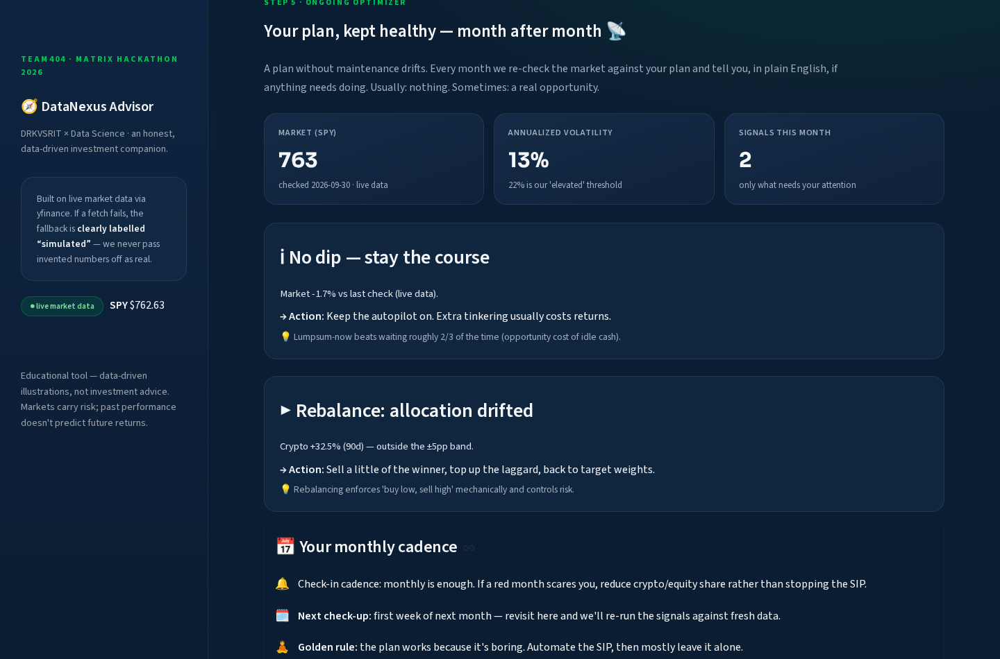 TEAM404 · MATRIX HACKATHON
2026
🧭 DataNexus Advisor
DRKVSRIT × Data Science · an honest,
data-driven investment companion.
Built on live market data via
yfinance. If a fetch fails, the
fallback is clearly labelled
“simulated” — we never pass
invented numbers off as real.
● live market data SPY $762.63
Educational tool — data-driven
illustrations, not investment advice.
Markets carry risk; past performance
doesn't predict future returns.
STEP 5 · ONGOING OPTIMIZER
Your plan, kept healthy — month after month 📡
A plan without maintenance drifts. Every month we re-check the market against your plan and tell you, in plain English, if
anything needs doing. Usually: nothing. Sometimes: a real opportunity.
MARKET (SPY)
763
checked 2026-09-30 · live data
ANNUALIZED VOLATILITY
13%
22% is our 'elevated' threshold
SIGNALS THIS MONTH
2
only what needs your attention
ℹ No dip — stay the course
Market -1.7% vs last check (live data).
→ Action: Keep the autopilot on. Extra tinkering usually costs returns.
💡 Lumpsum-now beats waiting roughly 2/3 of the time (opportunity cost of idle cash).
▶ Rebalance: allocation drifted
Crypto +32.5% (90d) — outside the ±5pp band.
→ Action: Sell a little of the winner, top up the laggard, back to target weights.
💡 Rebalancing enforces 'buy low, sell high' mechanically and controls risk.
📅 Your monthly cadence
🔔 Check-in cadence: monthly is enough. If a red month scares you, reduce crypto/equity share rather than stopping the SIP.
🗓️ Next check-up: first week of next month — revisit here and we'll re-run the signals against fresh data.
🧘 Golden rule: the plan works because it's boring. Automate the SIP, then mostly leave it alone.